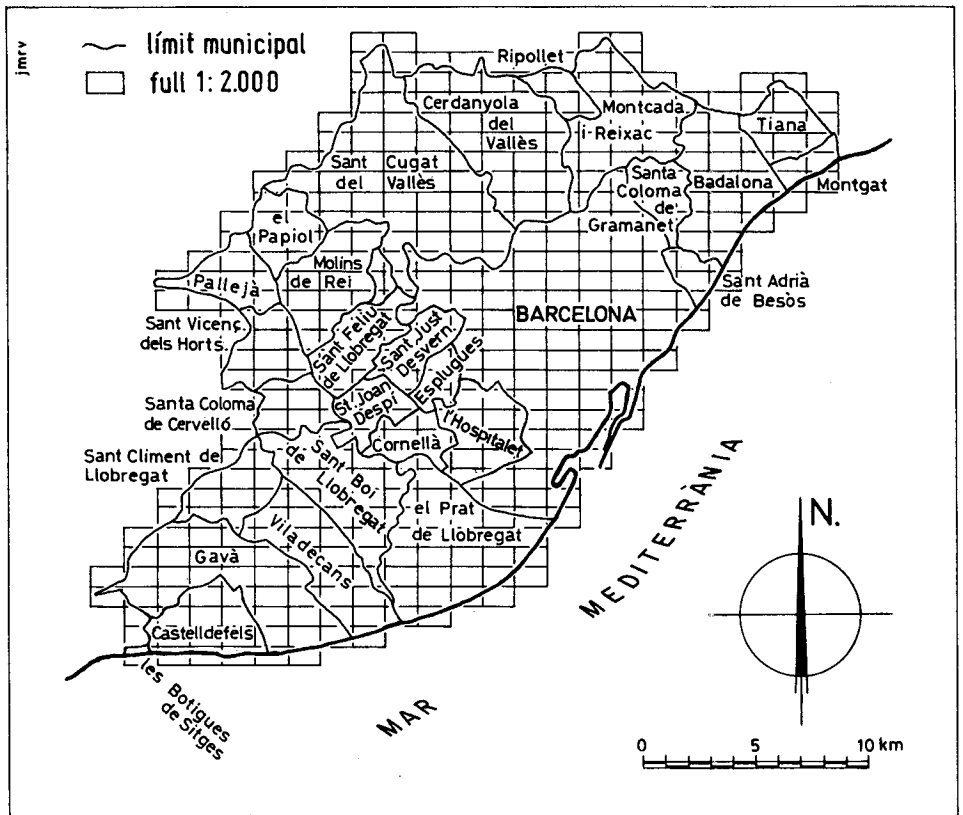 jmrv
límit municipal
full 1: 2.000
Ripollet
Cerdanyola
del
Vallès
Montcada
i-Reixac
Tiana
Sant Cugat
del Vallès
Santa
Coloma
de
Gramanet
Badalona
Montgat
el
Papiol
Molins
de Rei
Pallejà
Sant Adrià
de Besòs
BARCELONA
Sant Vicenç
dels Horts
Sant Feliu
de Llobregat
Sant Just
Desvern
Esplugues
St. Joan
Despí
Santa Coloma
de Cervelló
l'Hospitalet
Cornellà
Sant Climent de
Llobregat
Sant Boi
de Llobregat
el Prat
de Llobregat
Viladecans
Gavà
Castelldefels
les Botigues
de Sitges
MAR MEDITERRÀNIA
N.
0 5 10 km